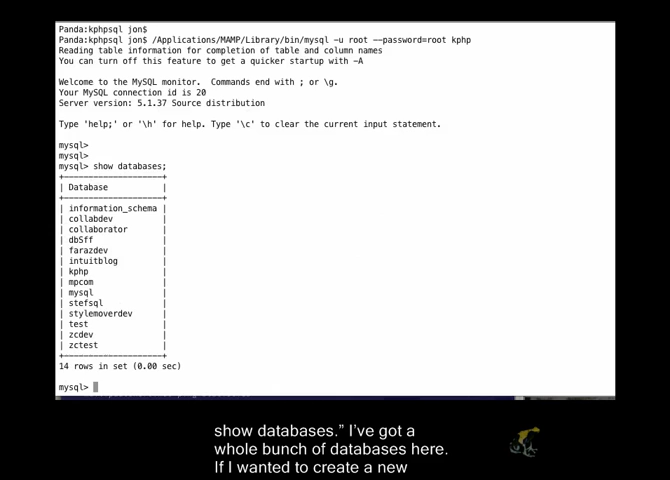 Panda:kphpsql jon$
Panda:kphpsql jon$ /Applications/MAMP/Library/bin/mysql -u root --password=root kphp
Reading table information for completion of table and column names
You can turn off this feature to get a quicker startup with -A
Welcome to the MySQL monitor.  Commands end with ; or \g.
Your MySQL connection id is 20
Server version: 5.1.37 Source distribution
Type 'help;' or '\h' for help. Type '\c' to clear the current input statement.
mysql>
mysql>
mysql> show databases;
+--------------------+
| Database           |
+--------------------+
| information_schema |
| collabdev          |
| collaborator       |
| dbSff              |
| farazdev           |
| intuitblog         |
| kphp               |
| mpcom              |
| mysql              |
| stefsql            |
| stylemoverdev      |
| test               |
| zcdev              |
| zctest             |
+--------------------+
14 rows in set (0.00 sec)
mysql>
show databases.” I’ve got a
whole bunch of databases here.
If I wanted to create a new